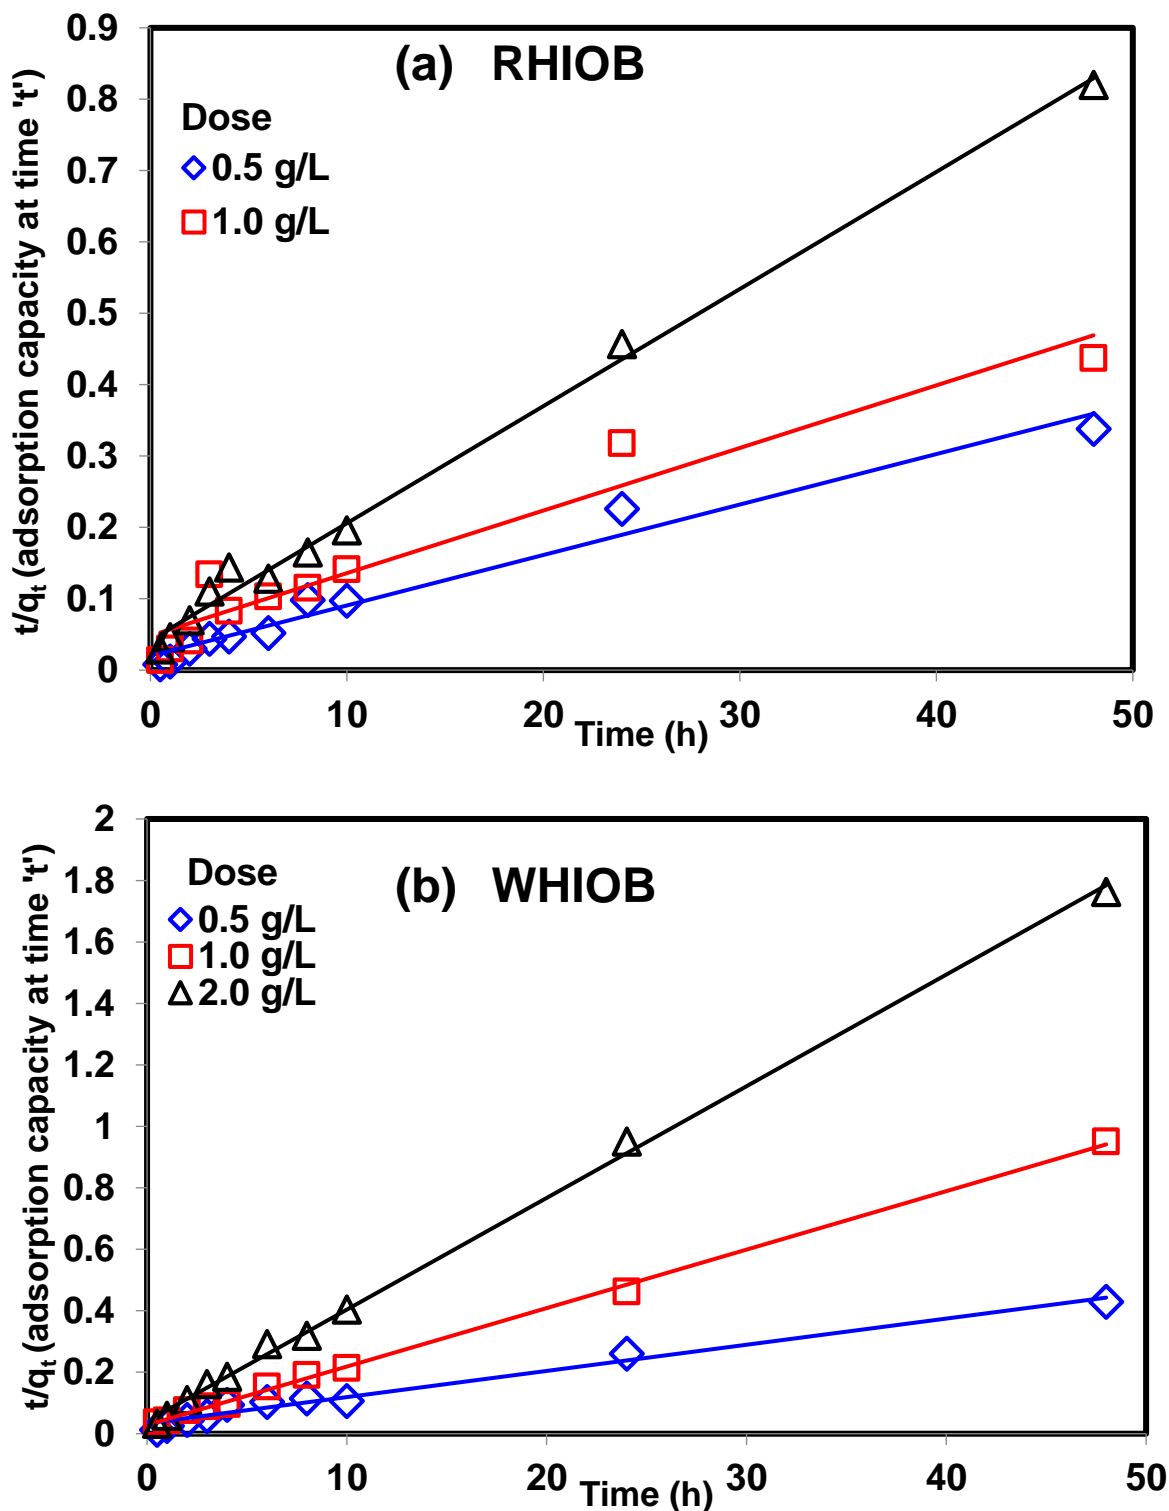 (a) RHIOB
t/qt (adsorption capacity at time 't')
0.9
0.8
0.7
0.6
0.5
0.4
0.3
0.2
0.1
0
Dose
0.5 g/L
1.0 g/L
0 10 20 30 40 50
Time (h)
(b) WHIOB
t/qt (adsorption capacity at time 't')
2
1.8
1.6
1.4
1.2
1
0.8
0.6
0.4
0.2
0
Dose
0.5 g/L
1.0 g/L
2.0 g/L
0 10 20 30 40 50
Time (h)